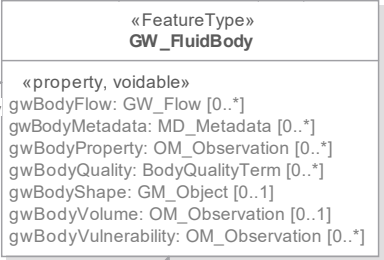 «FeatureType»
GW_FluidBody
«property, voidable»
gwBodyFlow: GW_Flow [0..*]
gwBodyMetadata: MD_Metadata [0..*]
gwBodyProperty: OM_Observation [0..*]
gwBodyQuality: BodyQualityTerm [0..*]
gwBodyShape: GM_Object [0..1]
gwBodyVolume: OM_Observation [0..1]
gwBodyVulnerability: OM_Observation [0..*]